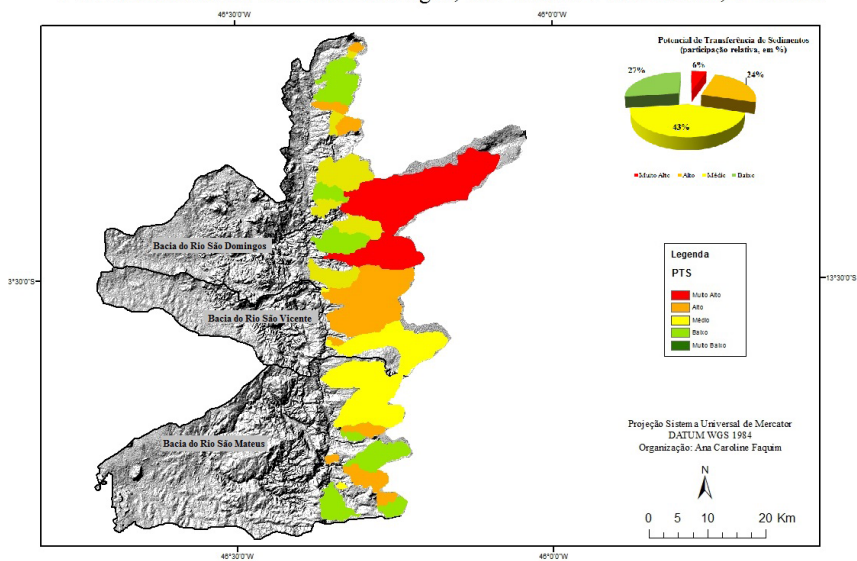 46°30'0"W
46°0'0"W
Potencial de Transferência de Sedimentos
(participação relativa, em %)
6%
27%
24%
43%
Muito Alto Alto Médio Baixo
Bacia do Rio São Domingos
3°30'0"S
13°30'0"S
Bacia do Rio São Vicente
Legenda
PTS
Muito Alto
Alto
Médio
Baixo
Muito Baixo
Bacia do Rio São Mateus
Projeção Sistema Universal de Mercator
DATUM WGS 1984
Organização: Ana Caroline Faquim
N
0 5 10 20 Km
46°30'0"W
46°0'0"W